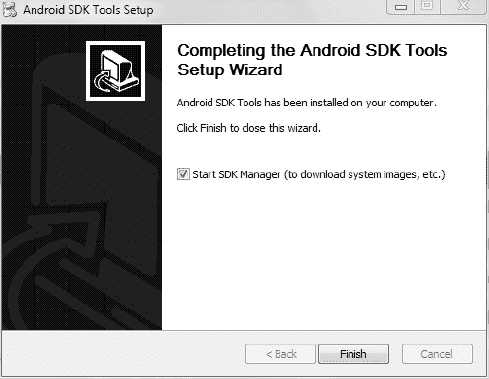 Android SDK Tools Setup
Completing the Android SDK Tools
Setup Wizard
Android SDK Tools has been installed on your computer.
Click Finish to close this wizard.
Start SDK Manager (to download system images, etc.)
< Back
Finish
Cancel